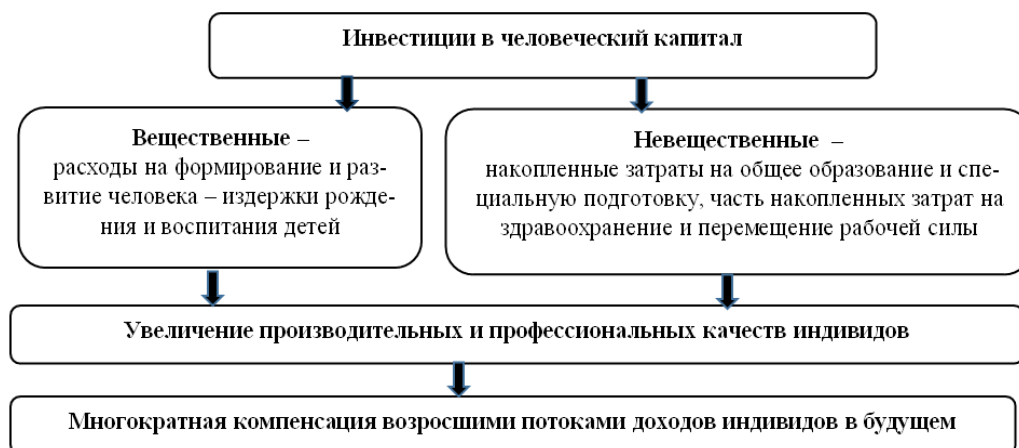 Инвестиции в человеческий капитал
Вещественные –
расходы на формирование и раз-
витие человека – издержки рожде-
ния и воспитания детей
Невещественные –
накопленные затраты на общее образование и спе-
циальную подготовку, часть накопленных затрат на
здравоохранение и перемещение рабочей силы
Увеличение производительных и профессиональных качеств индивидов
Многократная компенсация возросшими потоками доходов индивидов в будущем